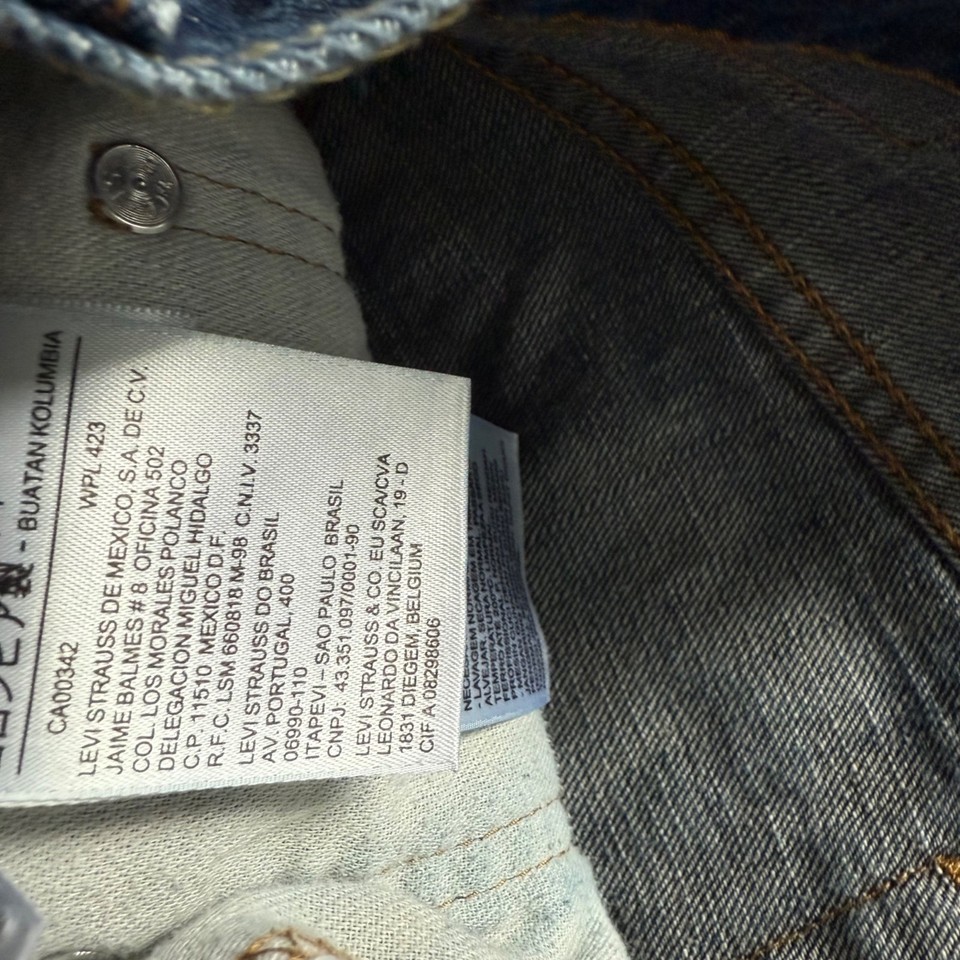 - BUATAN KOLUMBIA
CA00342 WPL 423
LEVI STRAUSS DE MEXICO, S.A. DE C.V.
JAIME BALMES # 8 OFICINA 502
COL. LOS MORALES POLANCO
DELEGACION MIGUEL HIDALGO
C.P. 11510 MEXICO D.F.
R.F.C. LSM 660818 M-98 C.N.I.V. 3337
LEVI STRAUSS DO BRASIL
AV. PORTUGAL, 400
06990-110
ITAPEVI – SAO PAULO BRASIL
CNPJ: 43.351.097/0001-90
LEVI STRAUSS & CO. EU SCA/CVA
LEONARDO DA VINCILAAN, 19 - D
1831 DIEGEM, BELGIUM
CIF A 08298606
- LAVAGEM
ALVEJAR SECAGEM